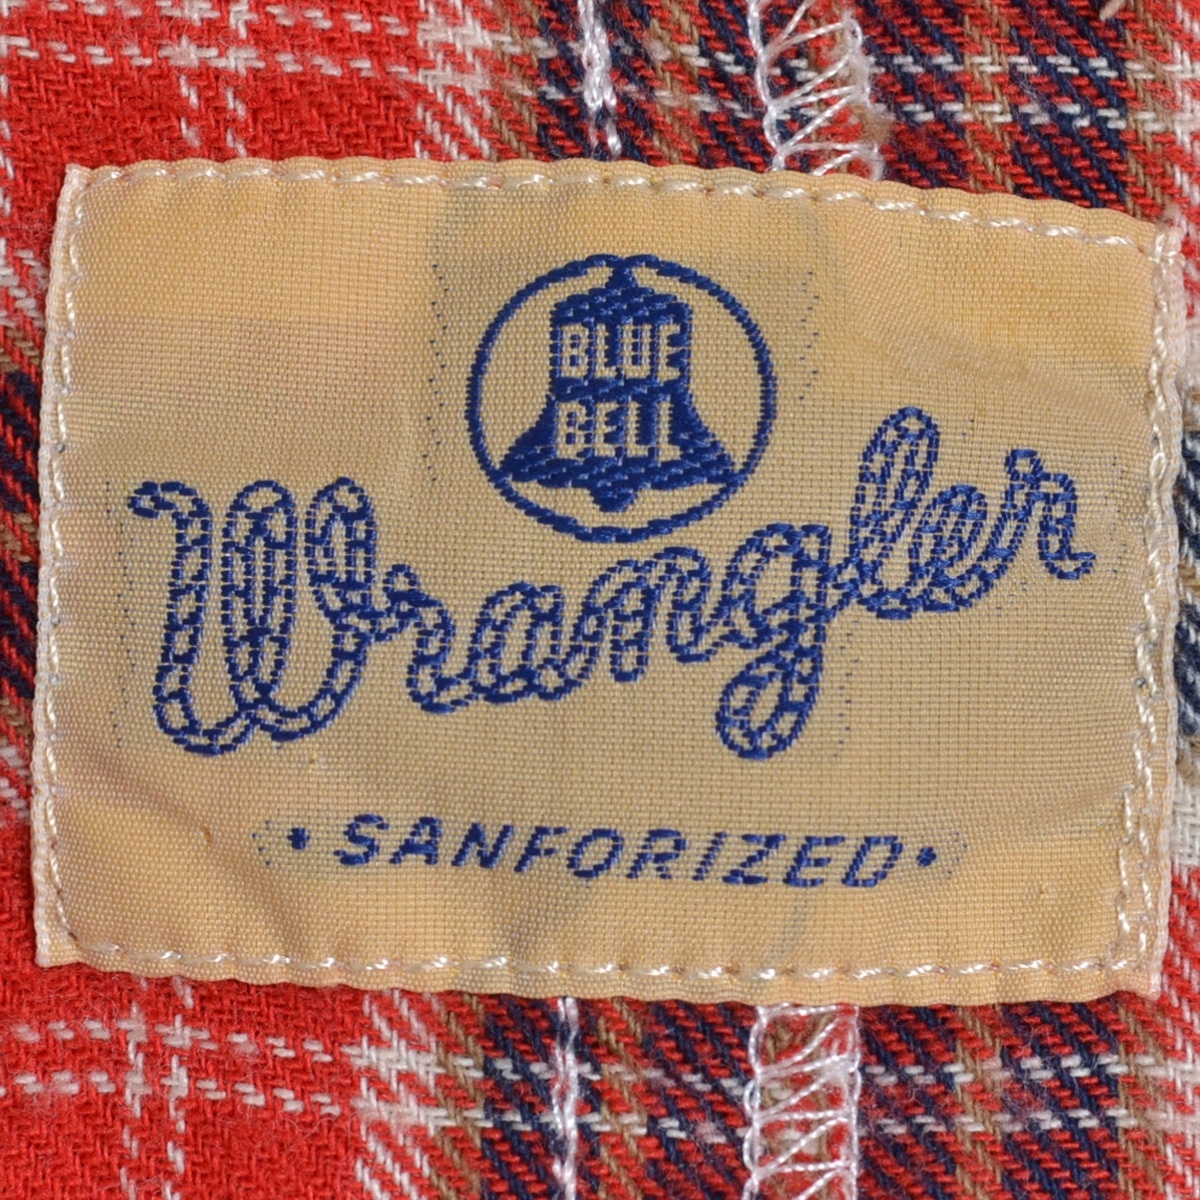 BLUE
BELL
Wrangler
• SANFORIZED •